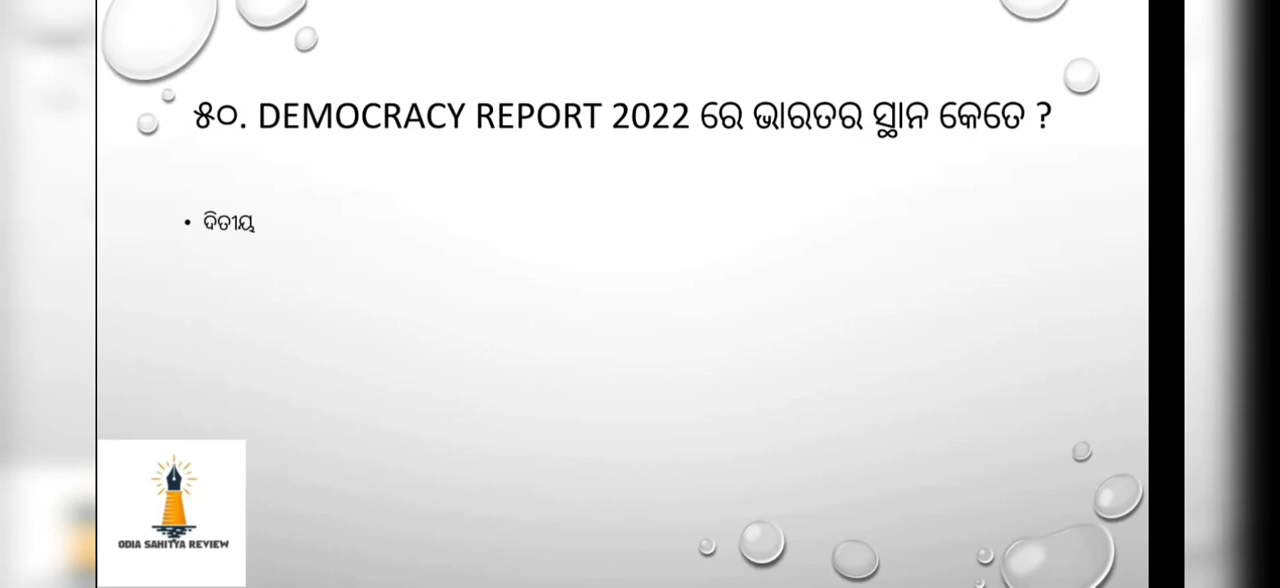 ୫୦. DEMOCRACY REPORT 2022 ରେ ଭାରତର ସ୍ଥାନ କେତେ ?
• ଦିତୀୟ
ODIA SAHITYA REVIEW